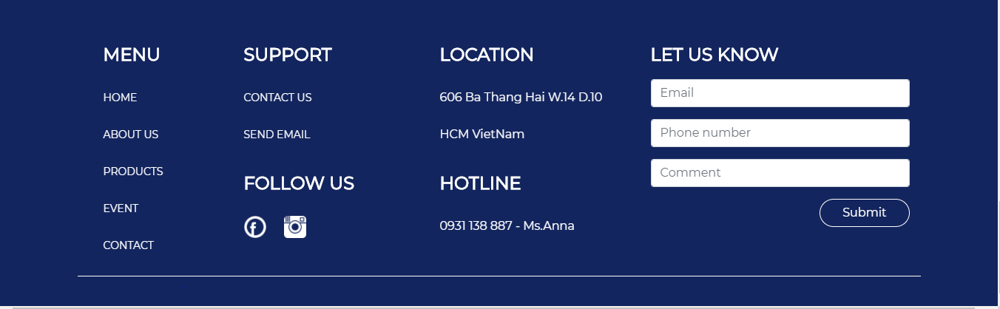 MENU
HOME
ABOUT US
PRODUCTS
EVENT
CONTACT
SUPPORT
CONTACT US
SEND EMAIL
FOLLOW US
LOCATION
606 Ba Thang Hai W.14 D.10
HCM VietNam
HOTLINE
0931 138 887 - Ms.Anna
LET US KNOW
Email
Phone number
Comment
Submit